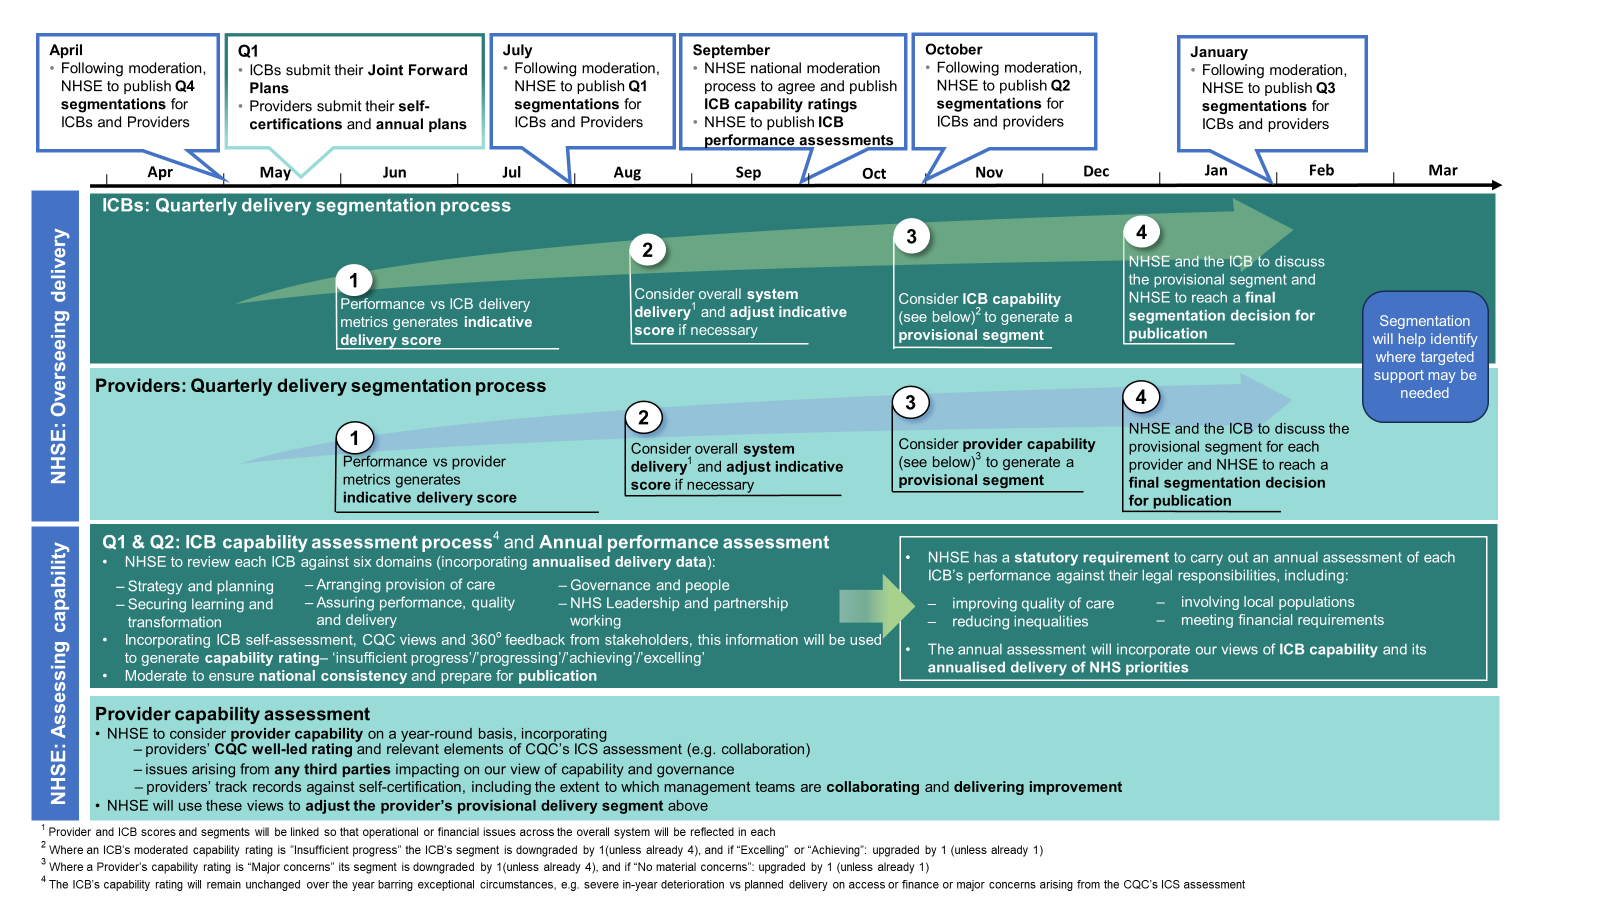 April
• Following moderation,
NHSE to publish Q4
segmentations for
ICBs and Providers
Q1
• ICBs submit their Joint Forward
Plans
• Providers submit their self-
certifications and annual plans
July
• Following moderation,
NHSE to publish Q1
segmentations for
ICBs and Providers
September
• NHSE national moderation
process to agree and publish
ICB capability ratings
• NHSE to publish ICB
performance assessments
October
• Following moderation,
NHSE to publish Q2
segmentations for
ICBs and providers
January
• Following moderation,
NHSE to publish Q3
segmentations for
ICBs and providers
Apr May Jun Jul Aug Sep Oct Nov Dec Jan Feb Mar
NHSE: Overseeing delivery
ICBs: Quarterly delivery segmentation process
1
Performance vs ICB delivery
metrics generates indicative
delivery score
2
Consider overall system
delivery¹ and adjust indicative
score if necessary
3
Consider ICB capability
(see below)² to generate a
provisional segment
4
NHSE and the ICB to discuss
the provisional segment and
NHSE to reach a final
segmentation decision for
publication
Segmentation
will help identify
where targeted
support may be
needed
Providers: Quarterly delivery segmentation process
1
Performance vs provider
metrics generates
indicative delivery score
2
Consider overall system
delivery¹ and adjust indicative
score if necessary
3
Consider provider capability
(see below)³ to generate a
provisional segment
4
NHSE and the ICB to discuss the
provisional segment for each
provider and NHSE to reach a
final segmentation decision
for publication
NHSE: Assessing capability
Q1 & Q2: ICB capability assessment process⁴ and Annual performance assessment
• NHSE to review each ICB against six domains (incorporating annualised delivery data):
– Strategy and planning
– Securing learning and
transformation
– Arranging provision of care
– Assuring performance, quality
and delivery
– Governance and people
– NHS Leadership and partnership
working
• Incorporating ICB self-assessment, CQC views and 360° feedback from stakeholders, this information will be used
to generate capability rating– ‘insufficient progress’/’progressing’/’achieving’/’excelling’
• Moderate to ensure national consistency and prepare for publication
• NHSE has a statutory requirement to carry out an annual assessment of each
ICB’s performance against their legal responsibilities, including:
– improving quality of care
– reducing inequalities
– involving local populations
– meeting financial requirements
• The annual assessment will incorporate our views of ICB capability and its
annualised delivery of NHS priorities
Provider capability assessment
• NHSE to consider provider capability on a year-round basis, incorporating
– providers’ CQC well-led rating and relevant elements of CQC’s ICS assessment (e.g. collaboration)
– issues arising from any third parties impacting on our view of capability and governance
– providers’ track records against self-certification, including the extent to which management teams are collaborating and delivering improvement
• NHSE will use these views to adjust the provider’s provisional delivery segment above
¹ Provider and ICB scores and segments will be linked so that operational or financial issues across the overall system will be reflected in each
² Where an ICB’s moderated capability rating is ”Insufficient progress” the ICB’s segment is downgraded by 1(unless already 4), and if “Excelling” or “Achieving”: upgraded by 1 (unless already 1)
³ Where a Provider’s capability rating is “Major concerns” its segment is downgraded by 1(unless already 4), and if “No material concerns”: upgraded by 1 (unless already 1)
⁴ The ICB’s capability rating will remain unchanged over the year barring exceptional circumstances, e.g. severe in-year deterioration vs planned delivery on access or finance or major concerns arising from the CQC’s ICS assessment